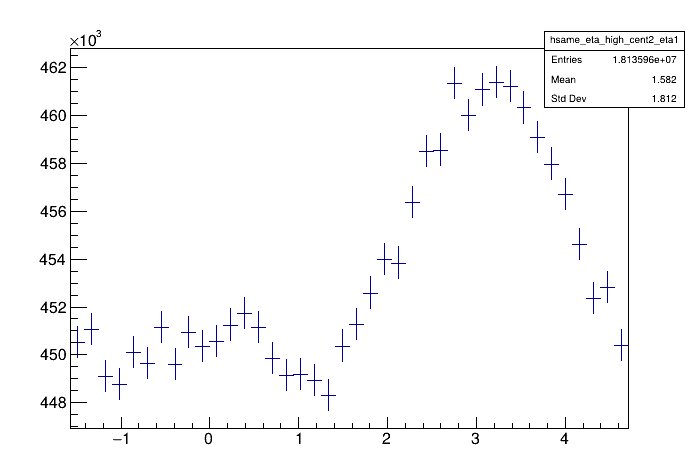 ×10³
hsame_eta_high_cent2_eta1
Entries 1.813596e+07
Mean 1.582
Std Dev 1.812
462
460
458
456
454
452
450
448
−1 0 1 2 3 4